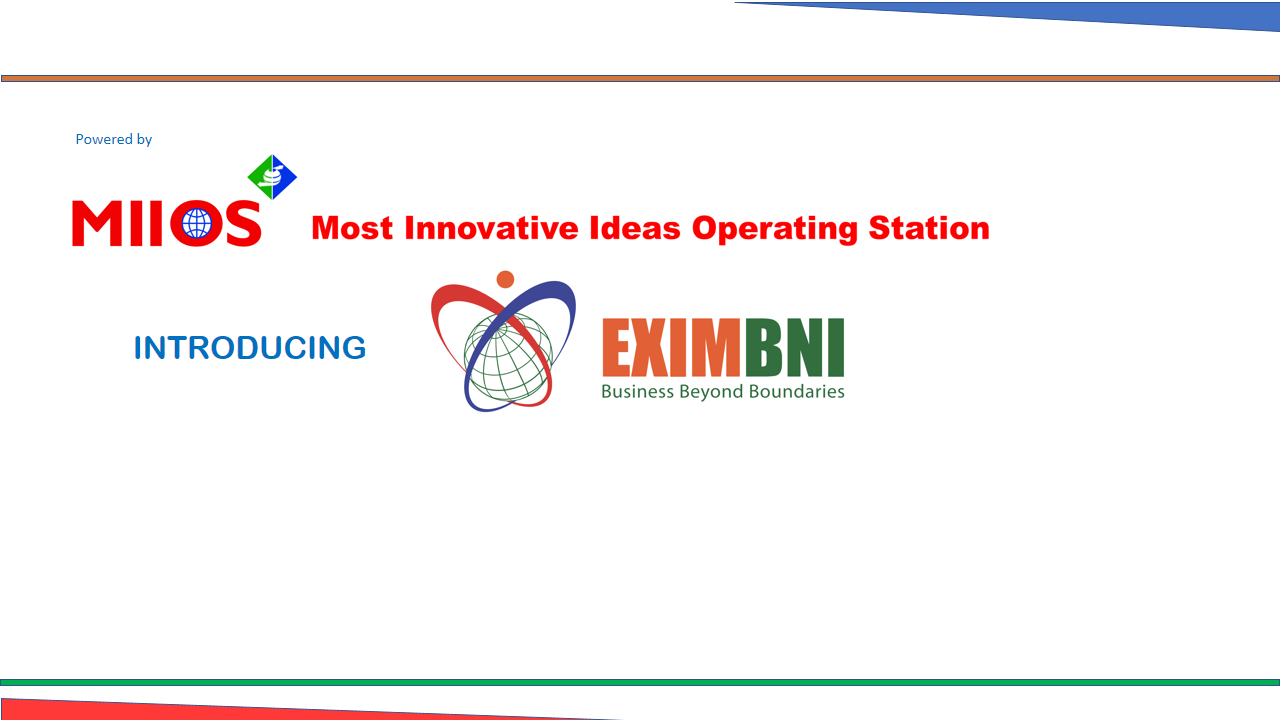 Powered by
MIIOS Most Innovative Ideas Operating Station
INTRODUCING
EXIMBNI
Business Beyond Boundaries